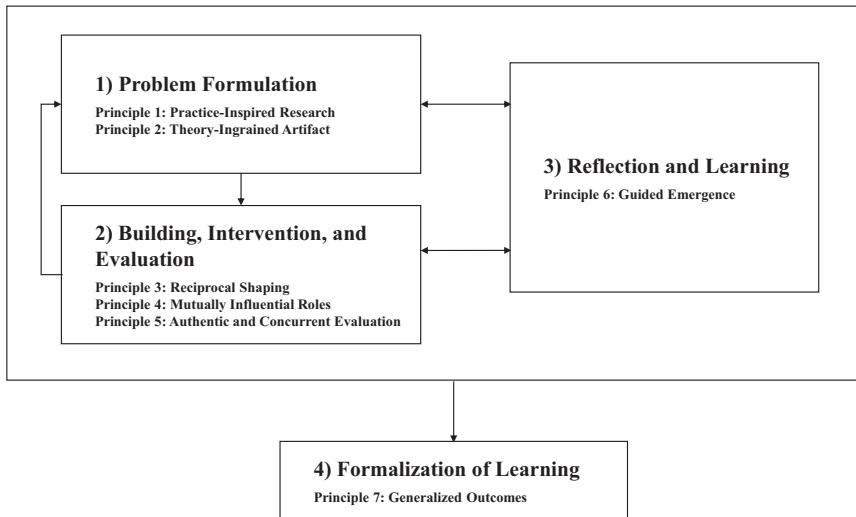 1) Problem Formulation
Principle 1: Practice-Inspired Research
Principle 2: Theory-Ingrained Artifact
2) Building, Intervention, and
Evaluation
Principle 3: Reciprocal Shaping
Principle 4: Mutually Influential Roles
Principle 5: Authentic and Concurrent Evaluation
3) Reflection and Learning
Principle 6: Guided Emergence
4) Formalization of Learning
Principle 7: Generalized Outcomes